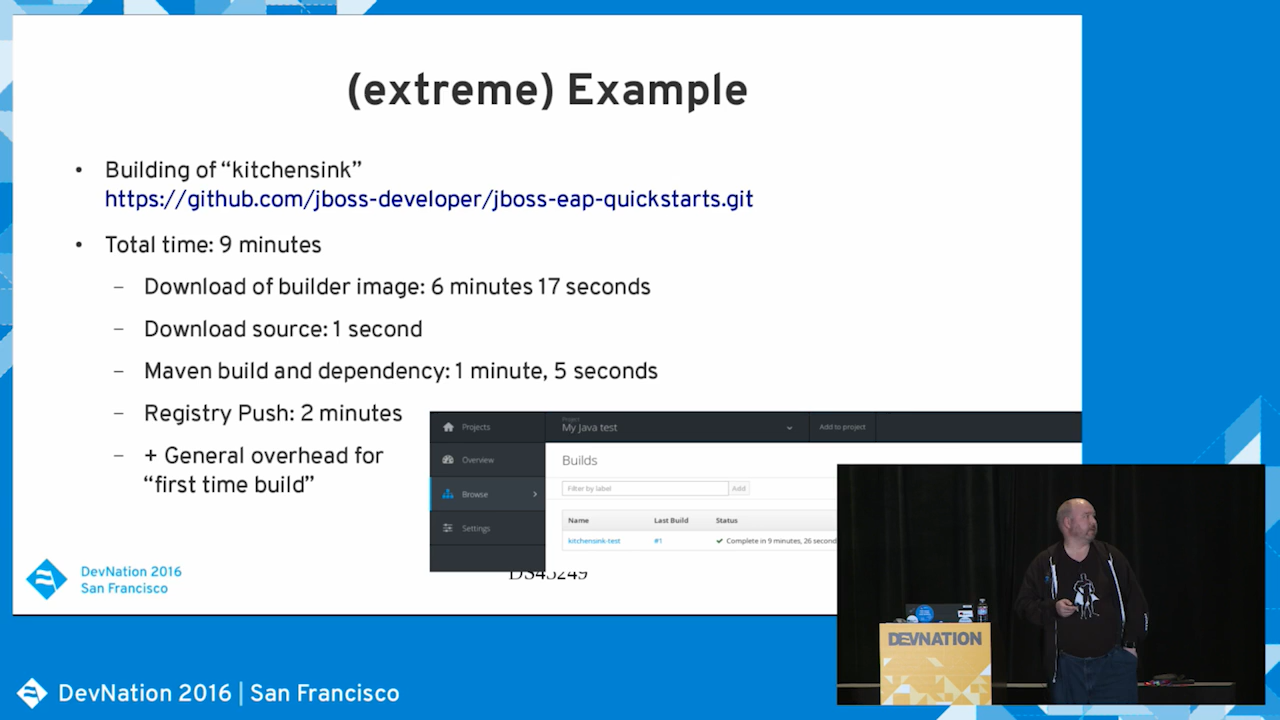 (extreme) Example
• Building of “kitchensink”
https://github.com/jboss-developer/jboss-eap-quickstarts.git
• Total time: 9 minutes
– Download of builder image: 6 minutes 17 seconds
– Download source: 1 second
– Maven build and dependency: 1 minute, 5 seconds
– Registry Push: 2 minutes
– + General overhead for
“first time build”
Projects
Project
My Java test
Add to project
Overview
Builds
Browse
Filter by label
Add
Name Last Build Status
Settings
kitchensink-test #1 Complete in 9 minutes, 26 second
DevNation 2016
San Francisco
DS43249
DEVNATION
DevNation 2016 | San Francisco